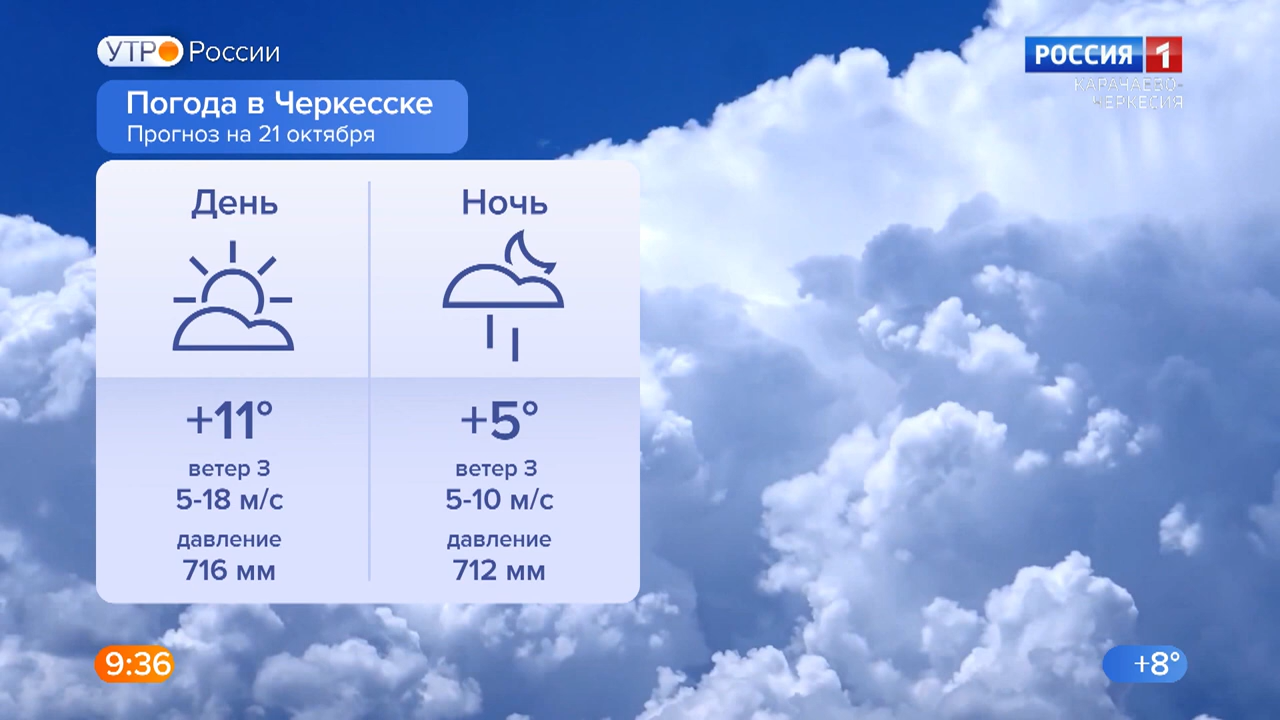 УТРО России
РОССИЯ 1
КАРАЧАЕВО-
ЧЕРКЕСИЯ
Погода в Черкесске
Прогноз на 21 октября
День
Ночь
+11°
+5°
ветер З
ветер З
5-18 м/с
5-10 м/с
давление
давление
716 мм
712 мм
9:36
+8°